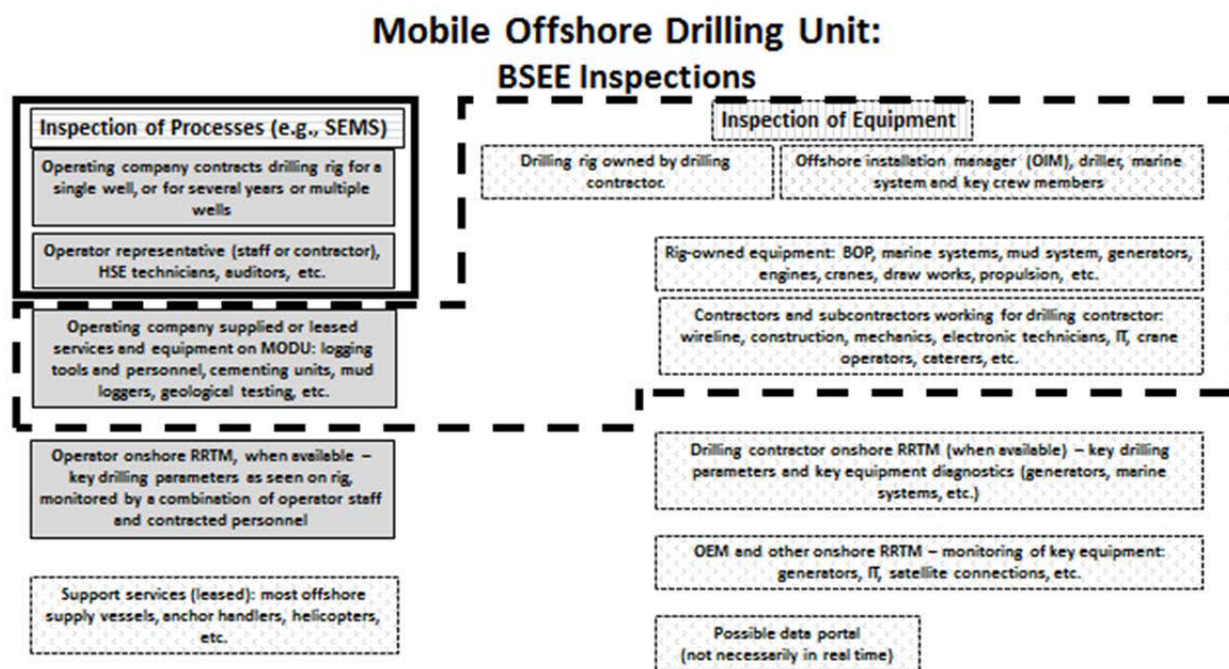 Mobile Offshore Drilling Unit:
BSEE Inspections
Inspection of Processes (e.g., SEMS)
Operating company contracts drilling rig for a
single well, or for several years or multiple
wells
Operator representative (staff or contractor),
HSE technicians, auditors, etc.
Operating company supplied or leased
services and equipment on MODU: logging
tools and personnel, cementing units, mud
loggers, geological testing, etc.
Operator onshore RRTM, when available –
key drilling parameters as seen on rig,
monitored by a combination of operator staff
and contracted personnel
Support services (leased): most offshore
supply vessels, anchor handlers, helicopters,
etc.
Inspection of Equipment
Drilling rig owned by drilling
contractor.
Offshore installation manager (OIM), driller, marine
system and key crew members
Rig-owned equipment: BOP, marine systems, mud system, generators,
engines, cranes, draw works, propulsion, etc.
Contractors and subcontractors working for drilling contractor:
wireline, construction, mechanics, electronic technicians, IT, crane
operators, caterers, etc.
Drilling contractor onshore RRTM (when available) – key drilling
parameters and key equipment diagnostics (generators, marine
systems, etc.)
OEM and other onshore RRTM – monitoring of key equipment:
generators, IT, satellite connections, etc.
Possible data portal
(not necessarily in real time)